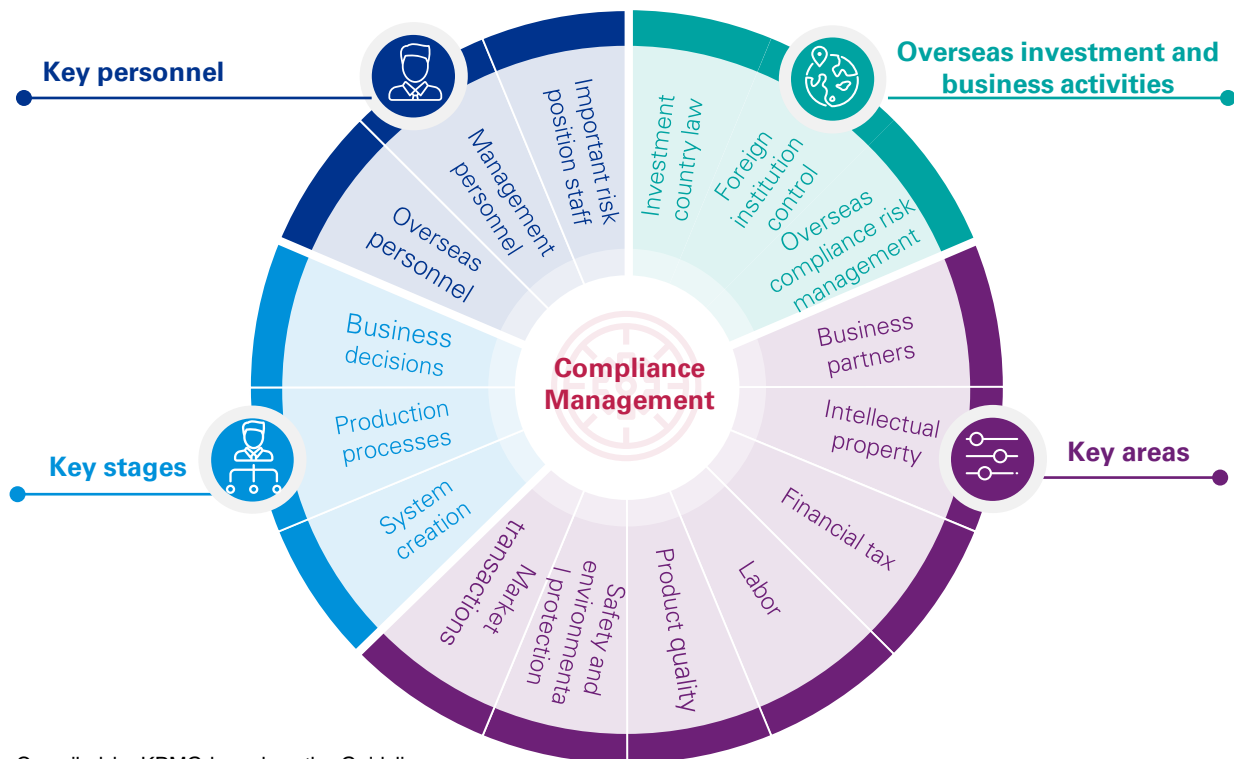 Key personnel
Overseas investment and
business activities
Important risk
position staff
Management
personnel
Overseas
personnel
Investment
country law
Foreign
institution
control
Overseas
compliance risk
management
Business
decisions
Production
processes
System
creation
Key stages
Compliance
Management
Business
partners
Intellectual
property
Financial tax
Labor
Product quality
Safety and
environmenta
l protection
Market
transactions
Key areas